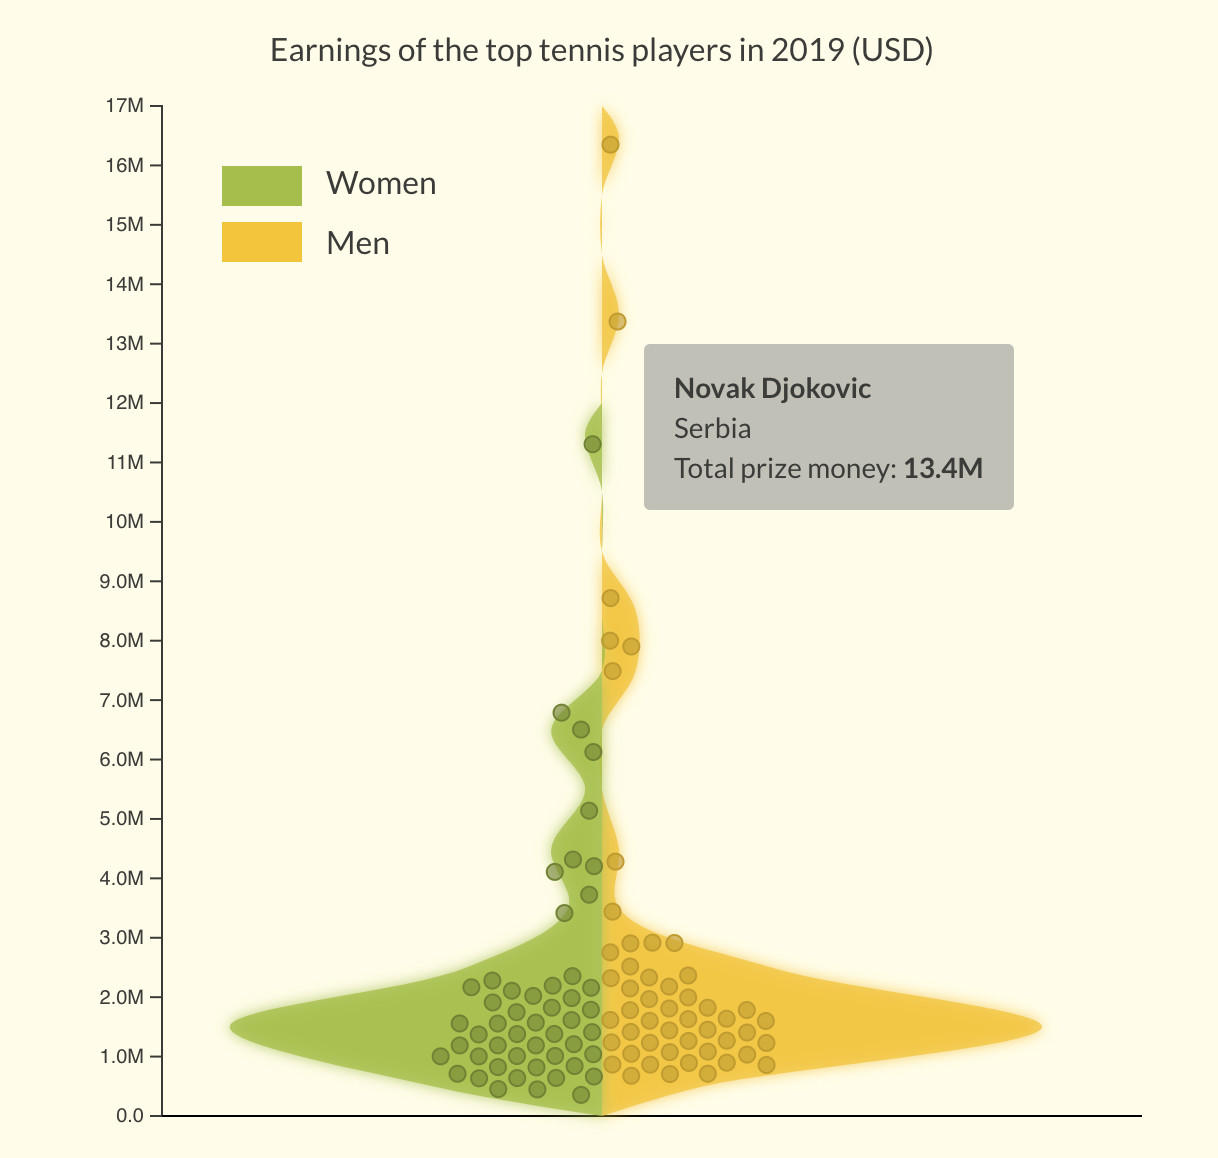 Earnings of the top tennis players in 2019 (USD)
17M
16M
Women
15M
Men
14M
13M
Novak Djokovic
12M
Serbia
11M
Total prize money: 13.4M
10M
9.0M
8.0M
7.0M
6.0M
5.0M
4.0M
3.0M
2.0M
1.0M
0.0